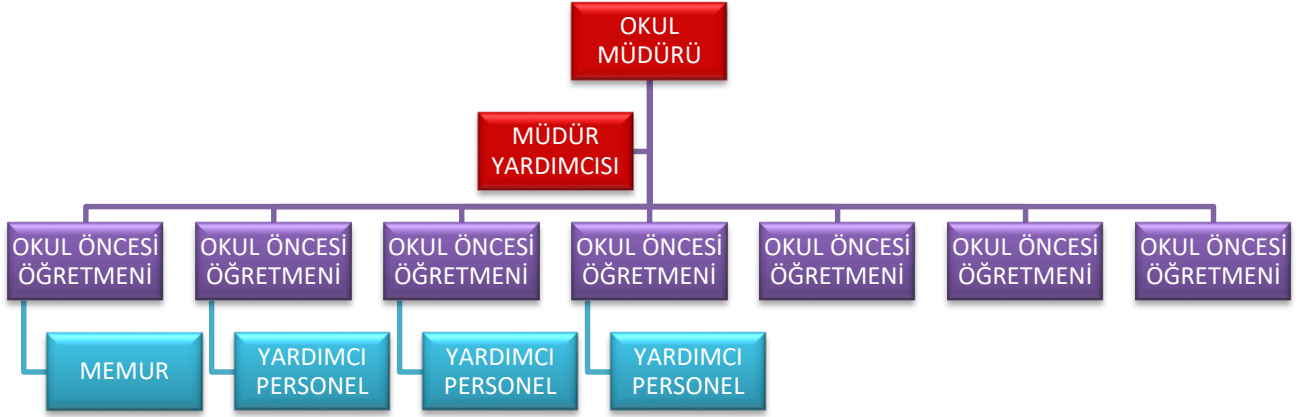 OKUL
MÜDÜRÜ
MÜDÜR
YARDIMCISI
OKUL ÖNCESİ
ÖĞRETMENİ
OKUL ÖNCESİ
ÖĞRETMENİ
OKUL ÖNCESİ
ÖĞRETMENİ
OKUL ÖNCESİ
ÖĞRETMENİ
OKUL ÖNCESİ
ÖĞRETMENİ
OKUL ÖNCESİ
ÖĞRETMENİ
OKUL ÖNCESİ
ÖĞRETMENİ
MEMUR
YARDIMCI
PERSONEL
YARDIMCI
PERSONEL
YARDIMCI
PERSONEL